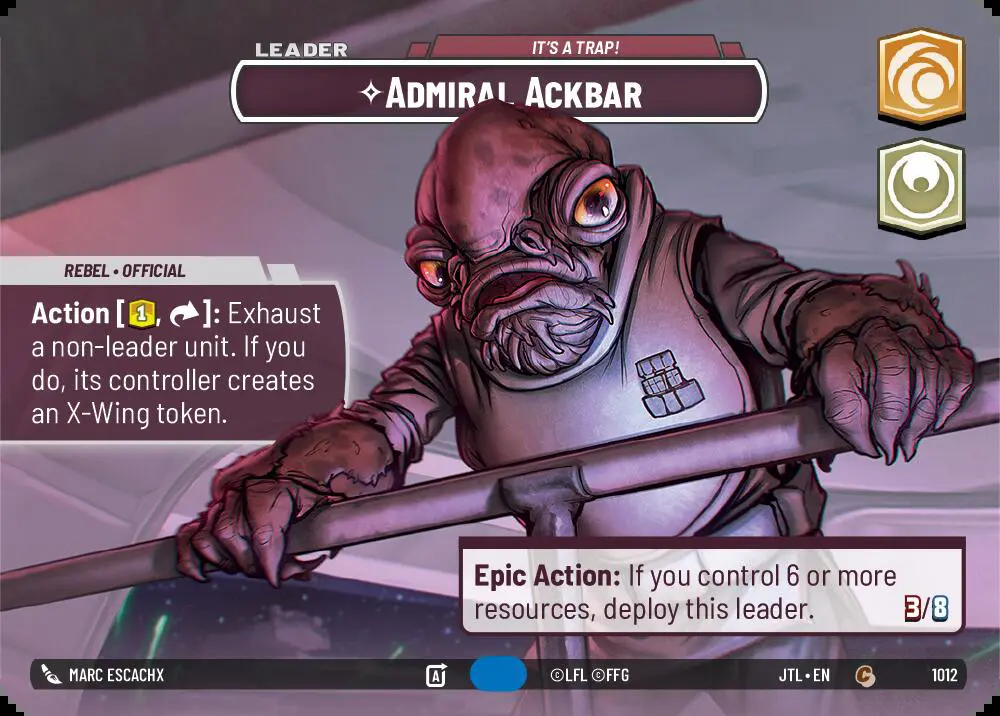 LEADER
IT'S A TRAP!
ADMIRAL ACKBAR
REBEL • OFFICIAL
Action [1, ]: Exhaust
a non-leader unit. If you
do, its controller creates
an X-Wing token.
Epic Action: If you control 6 or more
resources, deploy this leader.
3/8
MARC ESCACHX
A
©LFL ©FFG
JTL • EN
C
1012